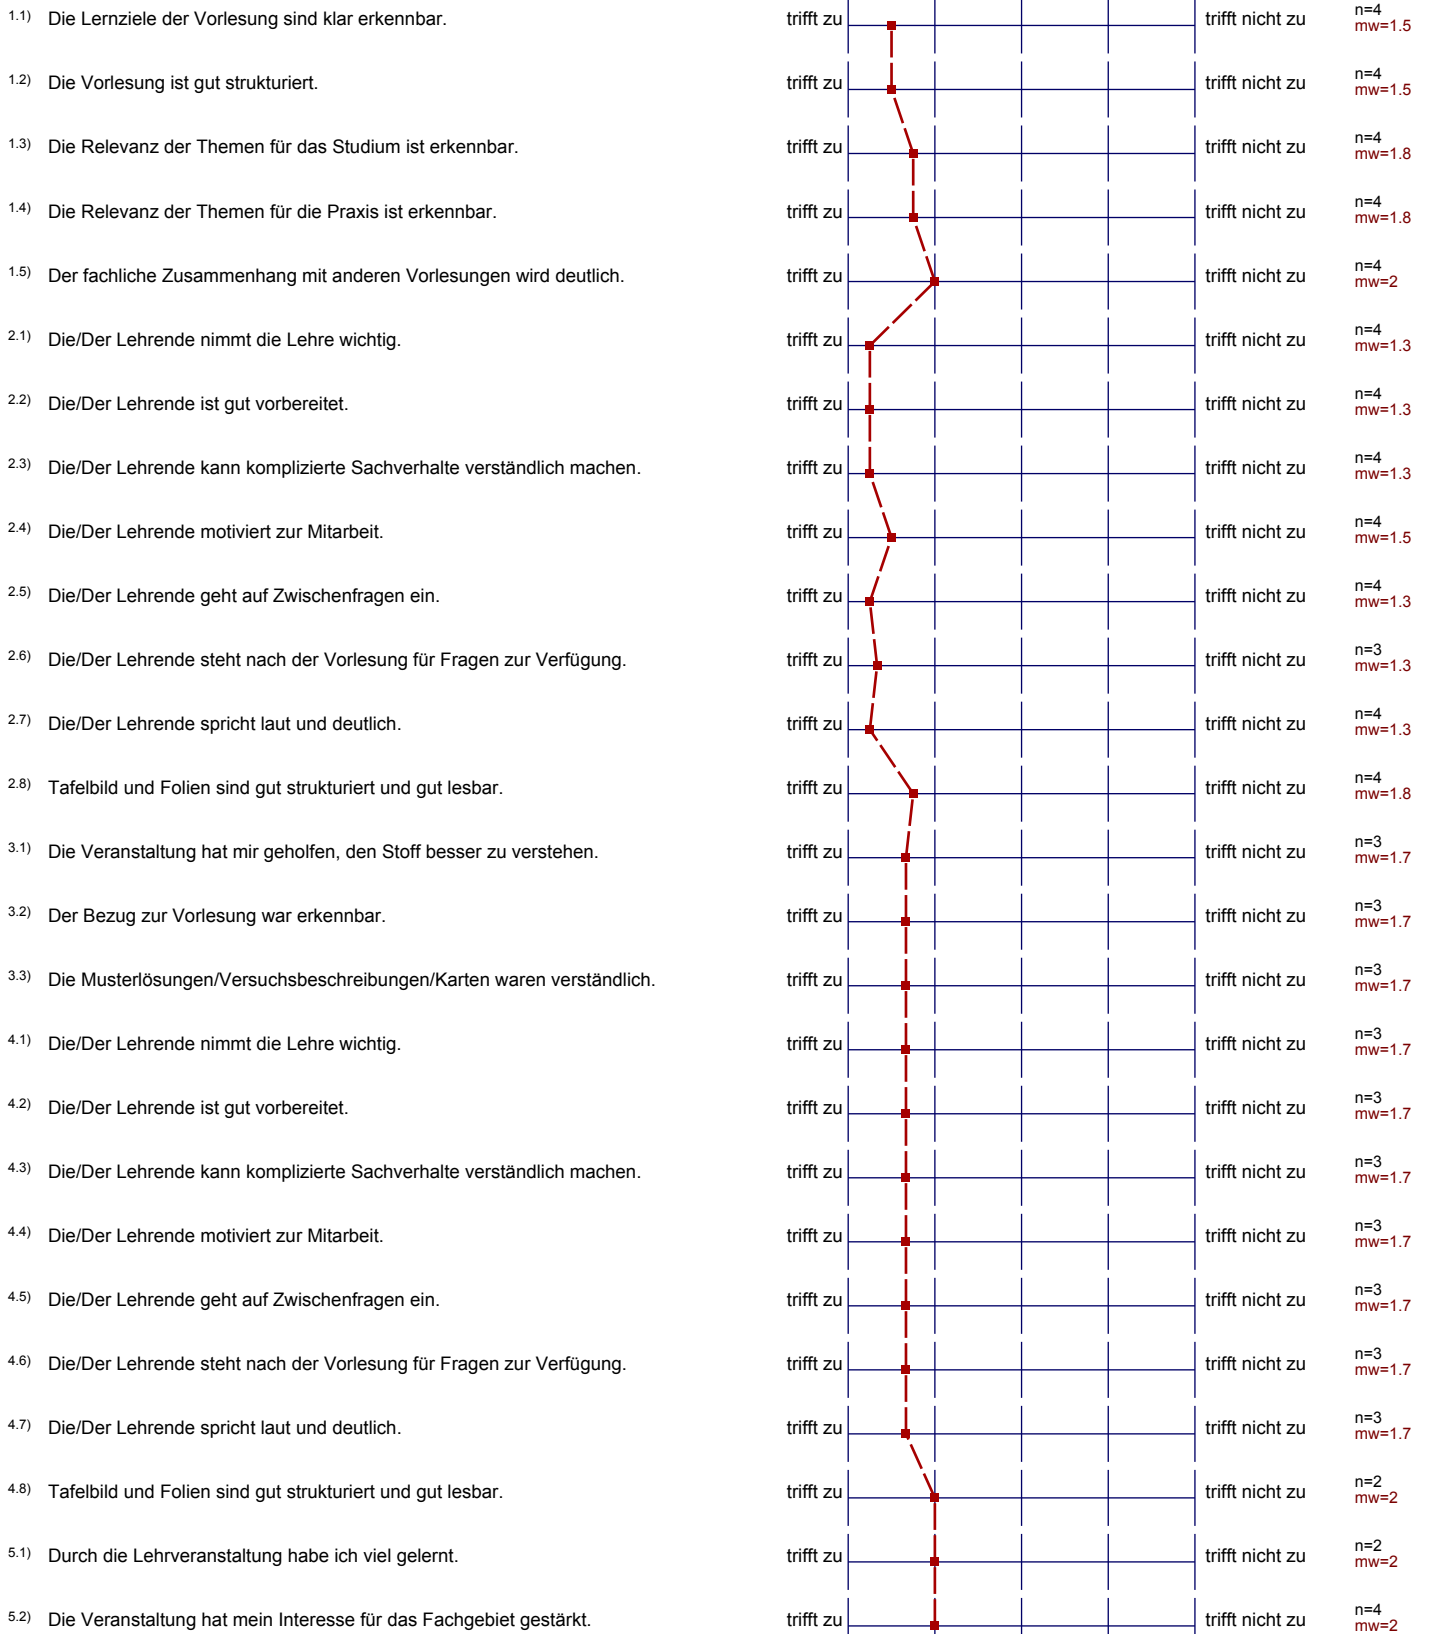 1.1) Die Lernziele der Vorlesung sind klar erkennbar. trifft zu trifft nicht zu n=4
mw=1.5
1.2) Die Vorlesung ist gut strukturiert. trifft zu trifft nicht zu n=4
mw=1.5
1.3) Die Relevanz der Themen für das Studium ist erkennbar. trifft zu trifft nicht zu n=4
mw=1.8
1.4) Die Relevanz der Themen für die Praxis ist erkennbar. trifft zu trifft nicht zu n=4
mw=1.8
1.5) Der fachliche Zusammenhang mit anderen Vorlesungen wird deutlich. trifft zu trifft nicht zu n=4
mw=2
2.1) Die/Der Lehrende nimmt die Lehre wichtig. trifft zu trifft nicht zu n=4
mw=1.3
2.2) Die/Der Lehrende ist gut vorbereitet. trifft zu trifft nicht zu n=4
mw=1.3
2.3) Die/Der Lehrende kann komplizierte Sachverhalte verständlich machen. trifft zu trifft nicht zu n=4
mw=1.3
2.4) Die/Der Lehrende motiviert zur Mitarbeit. trifft zu trifft nicht zu n=4
mw=1.5
2.5) Die/Der Lehrende geht auf Zwischenfragen ein. trifft zu trifft nicht zu n=4
mw=1.3
2.6) Die/Der Lehrende steht nach der Vorlesung für Fragen zur Verfügung. trifft zu trifft nicht zu n=3
mw=1.3
2.7) Die/Der Lehrende spricht laut und deutlich. trifft zu trifft nicht zu n=4
mw=1.3
2.8) Tafelbild und Folien sind gut strukturiert und gut lesbar. trifft zu trifft nicht zu n=4
mw=1.8
3.1) Die Veranstaltung hat mir geholfen, den Stoff besser zu verstehen. trifft zu trifft nicht zu n=3
mw=1.7
3.2) Der Bezug zur Vorlesung war erkennbar. trifft zu trifft nicht zu n=3
mw=1.7
3.3) Die Musterlösungen/Versuchsbeschreibungen/Karten waren verständlich. trifft zu trifft nicht zu n=3
mw=1.7
4.1) Die/Der Lehrende nimmt die Lehre wichtig. trifft zu trifft nicht zu n=3
mw=1.7
4.2) Die/Der Lehrende ist gut vorbereitet. trifft zu trifft nicht zu n=3
mw=1.7
4.3) Die/Der Lehrende kann komplizierte Sachverhalte verständlich machen. trifft zu trifft nicht zu n=3
mw=1.7
4.4) Die/Der Lehrende motiviert zur Mitarbeit. trifft zu trifft nicht zu n=3
mw=1.7
4.5) Die/Der Lehrende geht auf Zwischenfragen ein. trifft zu trifft nicht zu n=3
mw=1.7
4.6) Die/Der Lehrende steht nach der Vorlesung für Fragen zur Verfügung. trifft zu trifft nicht zu n=3
mw=1.7
4.7) Die/Der Lehrende spricht laut und deutlich. trifft zu trifft nicht zu n=3
mw=1.7
4.8) Tafelbild und Folien sind gut strukturiert und gut lesbar. trifft zu trifft nicht zu n=2
mw=2
5.1) Durch die Lehrveranstaltung habe ich viel gelernt. trifft zu trifft nicht zu n=2
mw=2
5.2) Die Veranstaltung hat mein Interesse für das Fachgebiet gestärkt. trifft zu trifft nicht zu n=4
mw=2